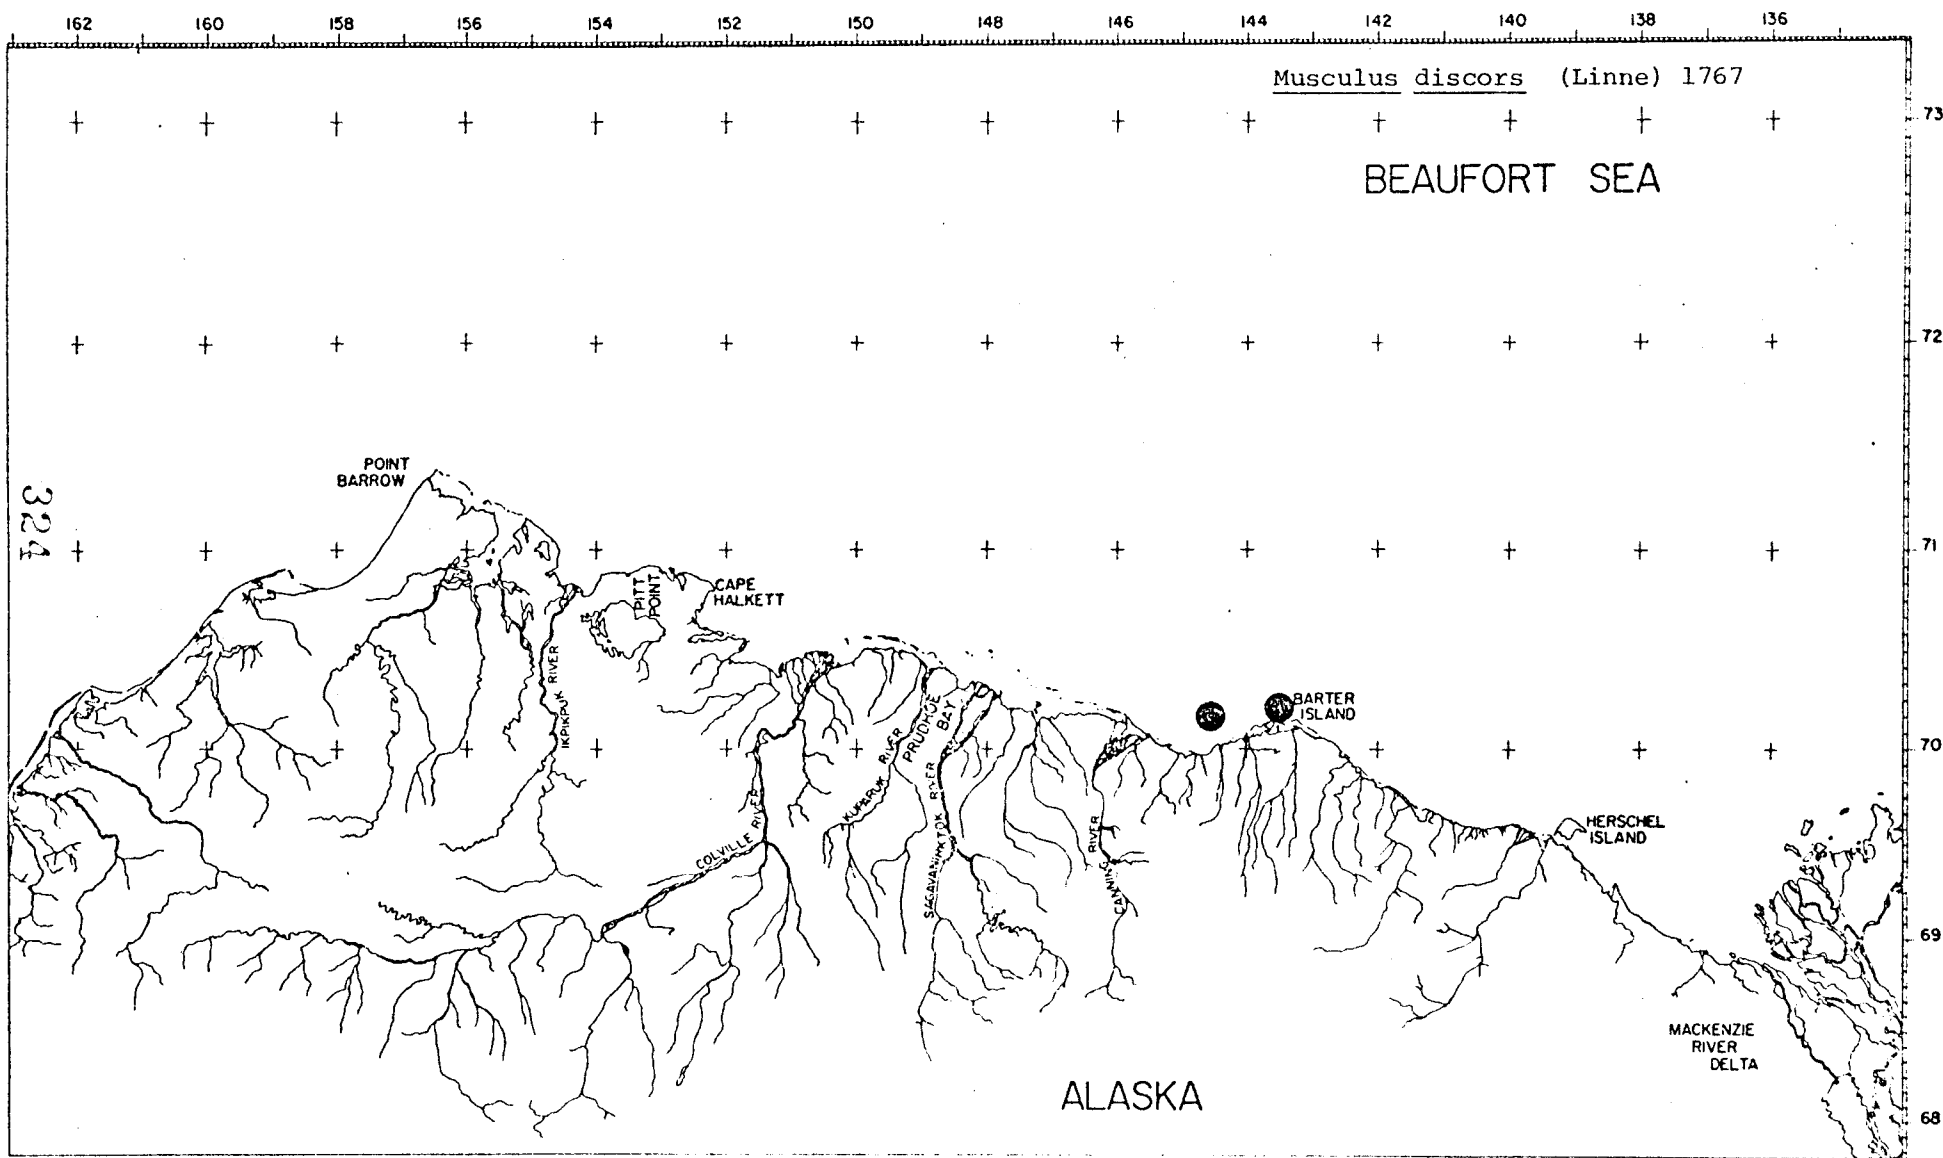 162 160 158 156 154 152 150 148 146 144 142 140 138 136
Musculus discors (Linne) 1767
73
BEAUFORT SEA
72
POINT
BARROW
324
71
PITT
POINT
CAPE
HALKETT
IKPIKPUK RIVER
BARTER
ISLAND
PRUDHOE
BAY
70
KUPARUK RIVER
COLVILLE RIVER
SAGAVANIRKTOK RIVER
CANNING RIVER
HERSCHEL
ISLAND
69
MACKENZIE
RIVER
DELTA
ALASKA
68